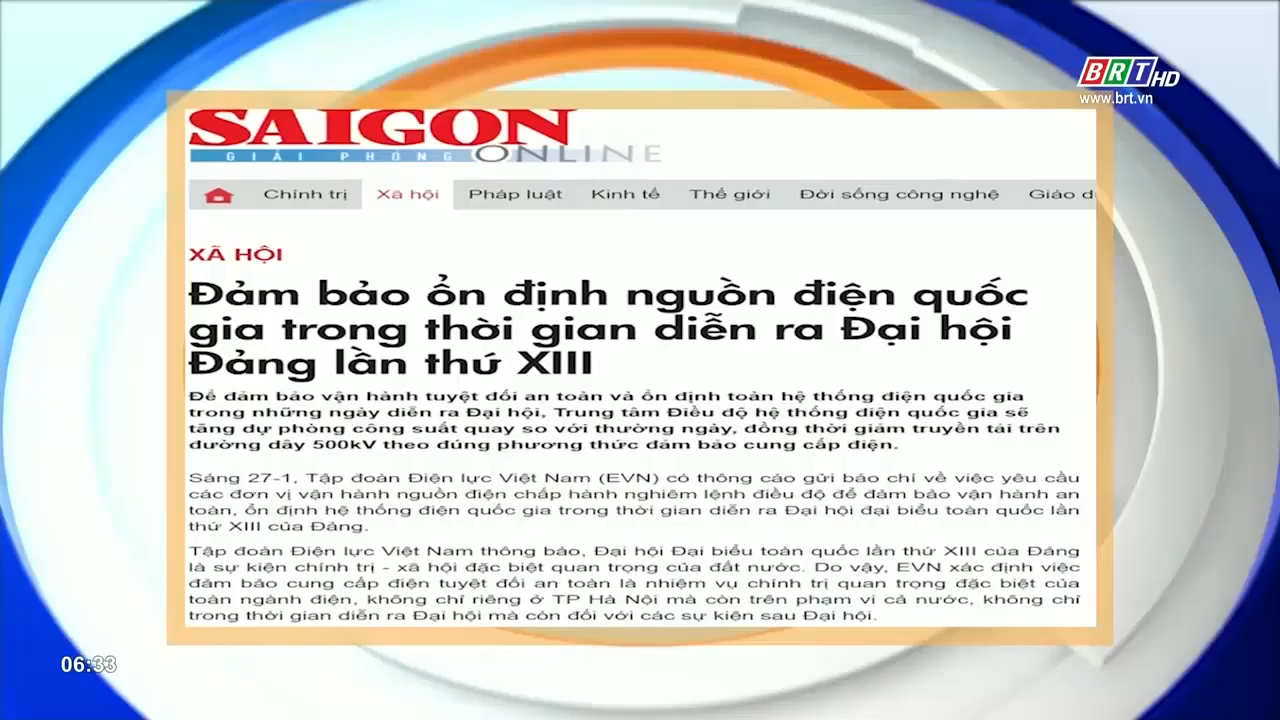 BRT HD
www.brt.vn
SAIGON
GIẢI PHÓNG ONLINE
Chính trị Xã hội Pháp luật Kinh tế Thế giới Đời sống công nghệ Giáo d
XÃ HỘI
Đảm bảo ổn định nguồn điện quốc
gia trong thời gian diễn ra Đại hội
Đảng lần thứ XIII
Để đảm bảo vận hành tuyệt đối an toàn và ổn định toàn hệ thống điện quốc gia
trong những ngày diễn ra Đại hội, Trung tâm Điều độ hệ thống điện quốc gia sẽ
tăng dự phòng công suất quay so với thường ngày, đồng thời giảm truyền tải trên
đường dây 500kV theo đúng phương thức đảm bảo cung cấp điện.
Sáng 27-1, Tập đoàn Điện lực Việt Nam (EVN) có thông cáo gửi báo chí về việc yêu cầu
các đơn vị vận hành nguồn điện chấp hành nghiêm lệnh điều độ để đảm bảo vận hành an
toàn, ổn định hệ thống điện quốc gia trong thời gian diễn ra Đại hội đại biểu toàn quốc lần
thứ XIII của Đảng.
Tập đoàn Điện lực Việt Nam thông báo, Đại hội Đại biểu toàn quốc lần thứ XIII của Đảng
là sự kiện chính trị - xã hội đặc biệt quan trọng của đất nước. Do vậy, EVN xác định việc
đảm bảo cung cấp điện tuyệt đối an toàn là nhiệm vụ chính trị quan trọng đặc biệt của
toàn ngành điện, không chỉ riêng ở TP Hà Nội mà còn trên phạm vi cả nước, không chỉ
trong thời gian diễn ra Đại hội mà còn đối với các sự kiện sau Đại hội.
06:33